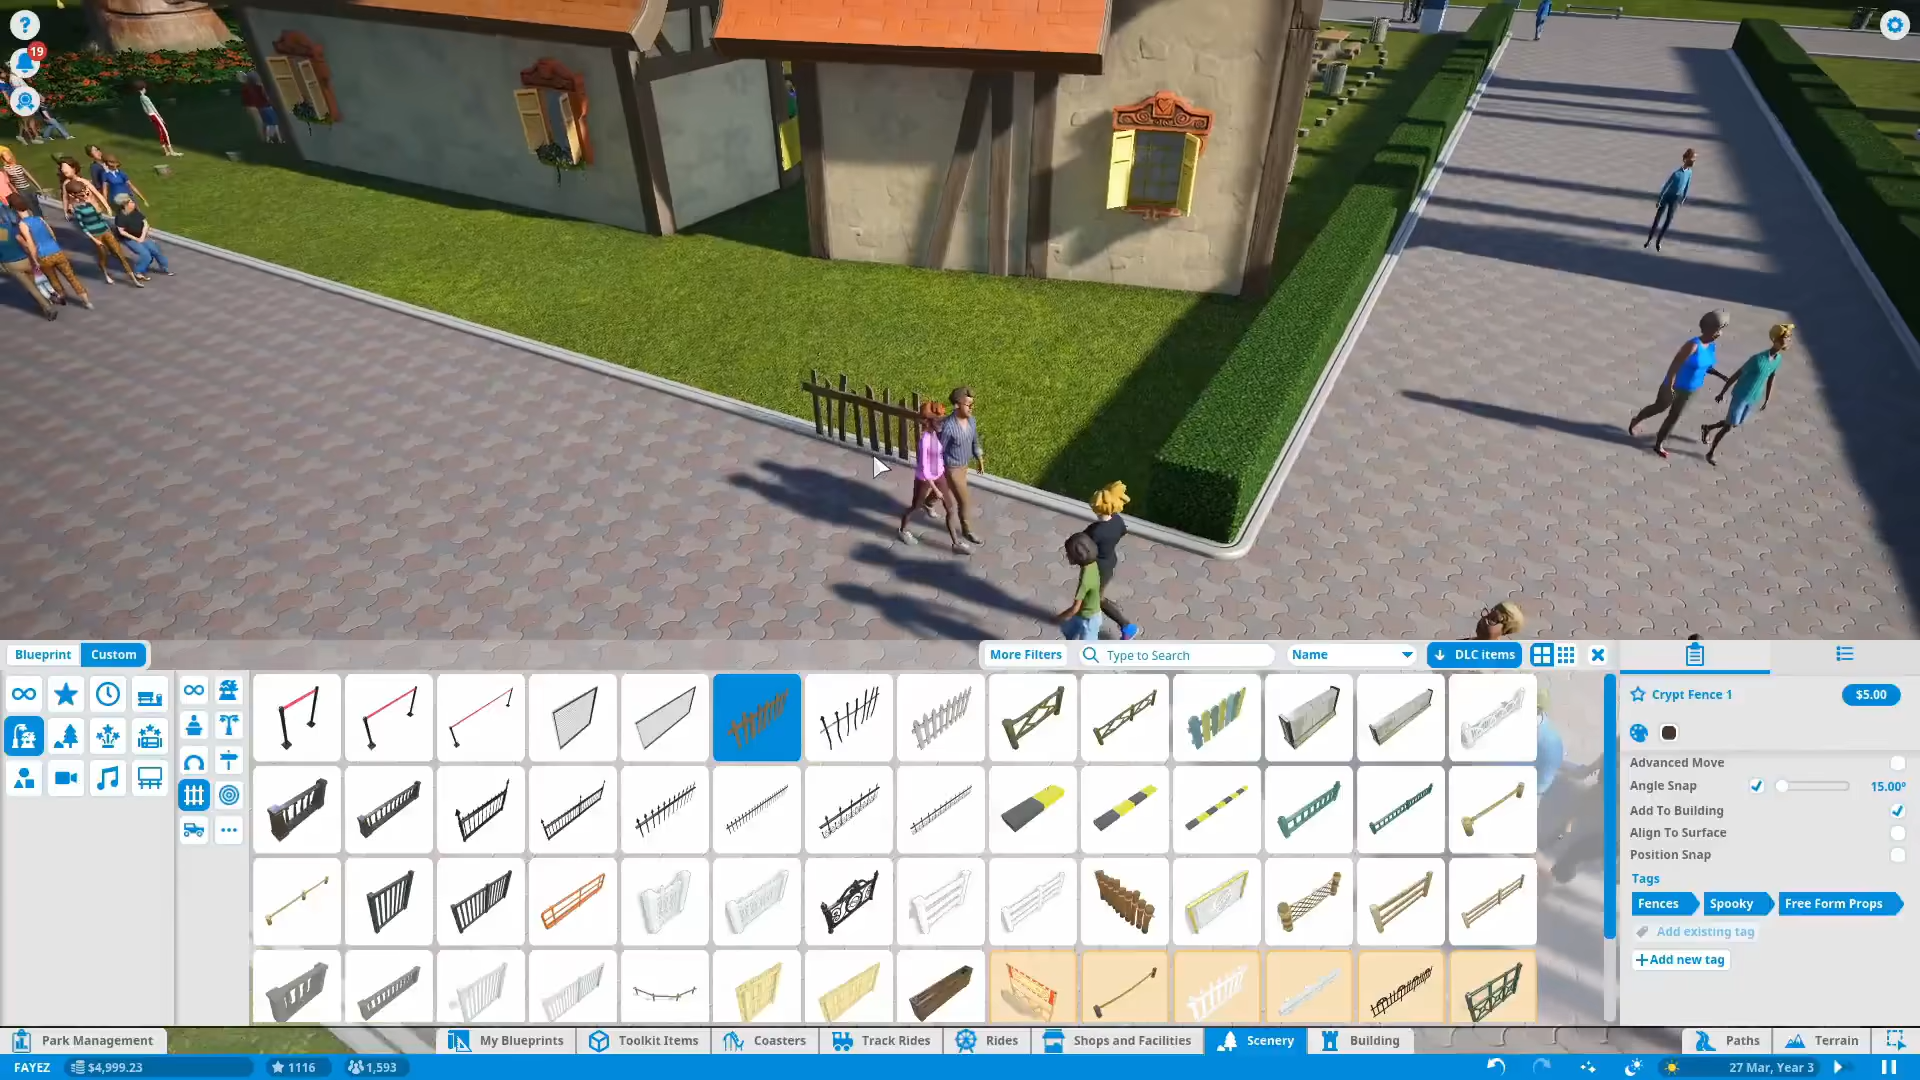 ?
19
Blueprint
Custom
More Filters
Type to Search
Name
DLC items
Crypt Fence 1
$5.00
Advanced Move
Angle Snap
15.00°
Add To Building
Align To Surface
Position Snap
Tags
Fences
Spooky
Free Form Props
Add existing tag
+Add new tag
Park Management
My Blueprints
Toolkit Items
Coasters
Track Rides
Rides
Shops and Facilities
Scenery
Building
Paths
Terrain
FAYEZ
$4,999.23
1116
1,593
27 Mar, Year 3